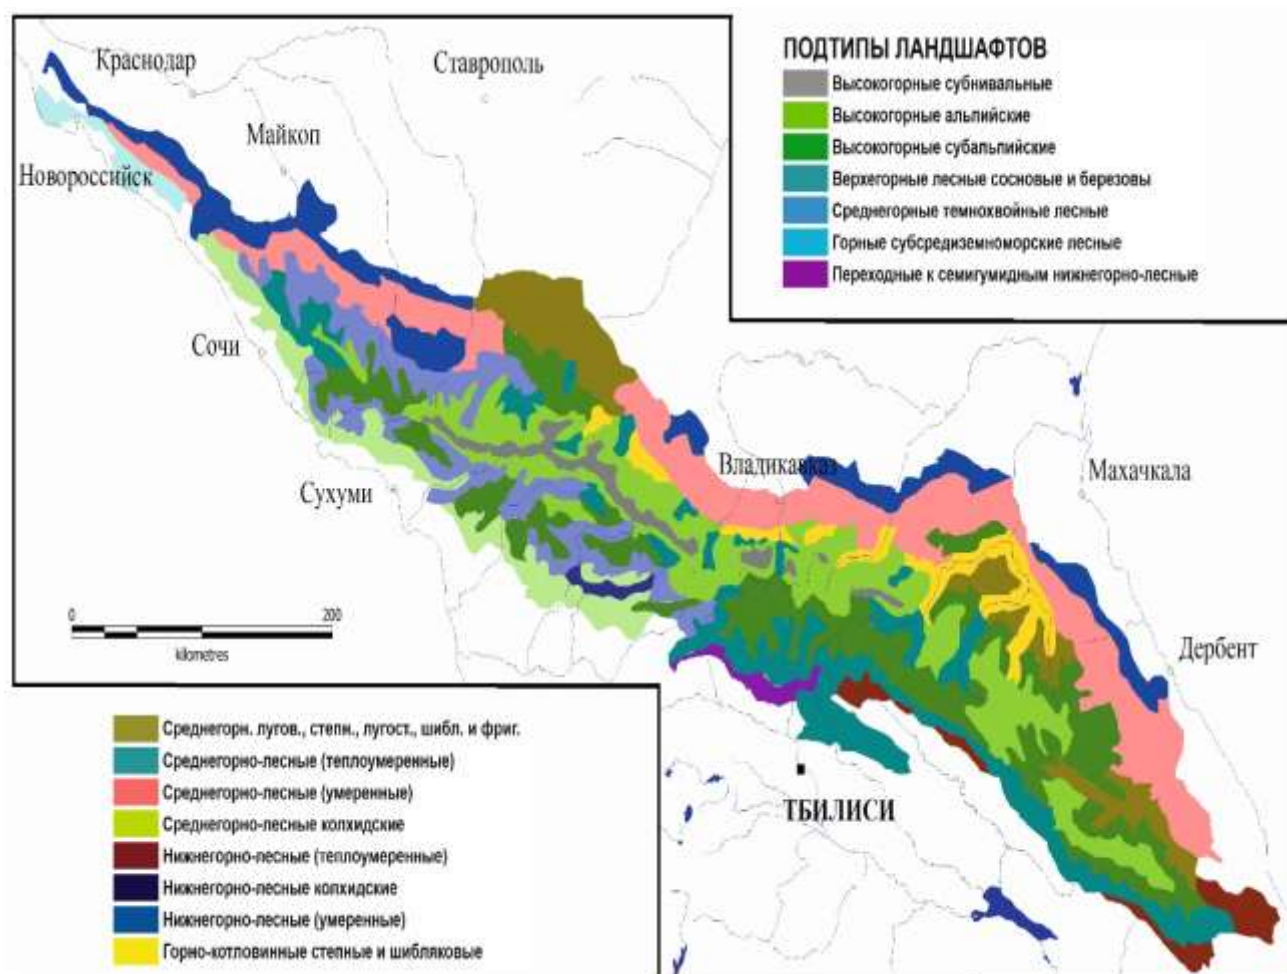 ПОДТИПЫ ЛАНДШАФТОВ
Высокогорные субнивальные
Высокогорные альпийские
Высокогорные субальпийские
Верхегорные лесные сосновые и березовы
Среднегорные темнохвойные лесные
Горные субсредиземноморские лесные
Переходные к семигумидным нижнегорно-лесные
Краснодар
Ставрополь
Майкоп
Новороссийск
Сочи
Сухуми
Владикавказ
Махачкала
Дербент
ТБИЛИСИ
0 200
kilometres
Среднегорн. лугов., степн., лугост., шибл. и фриг.
Среднегорно-лесные (теплоумеренные)
Среднегорно-лесные (умеренные)
Среднегорно-лесные колхидские
Нижнегорно-лесные (теплоумеренные)
Нижнегорно-лесные колхидские
Нижнегорно-лесные (умеренные)
Горно-котловинные степные и шибляковые